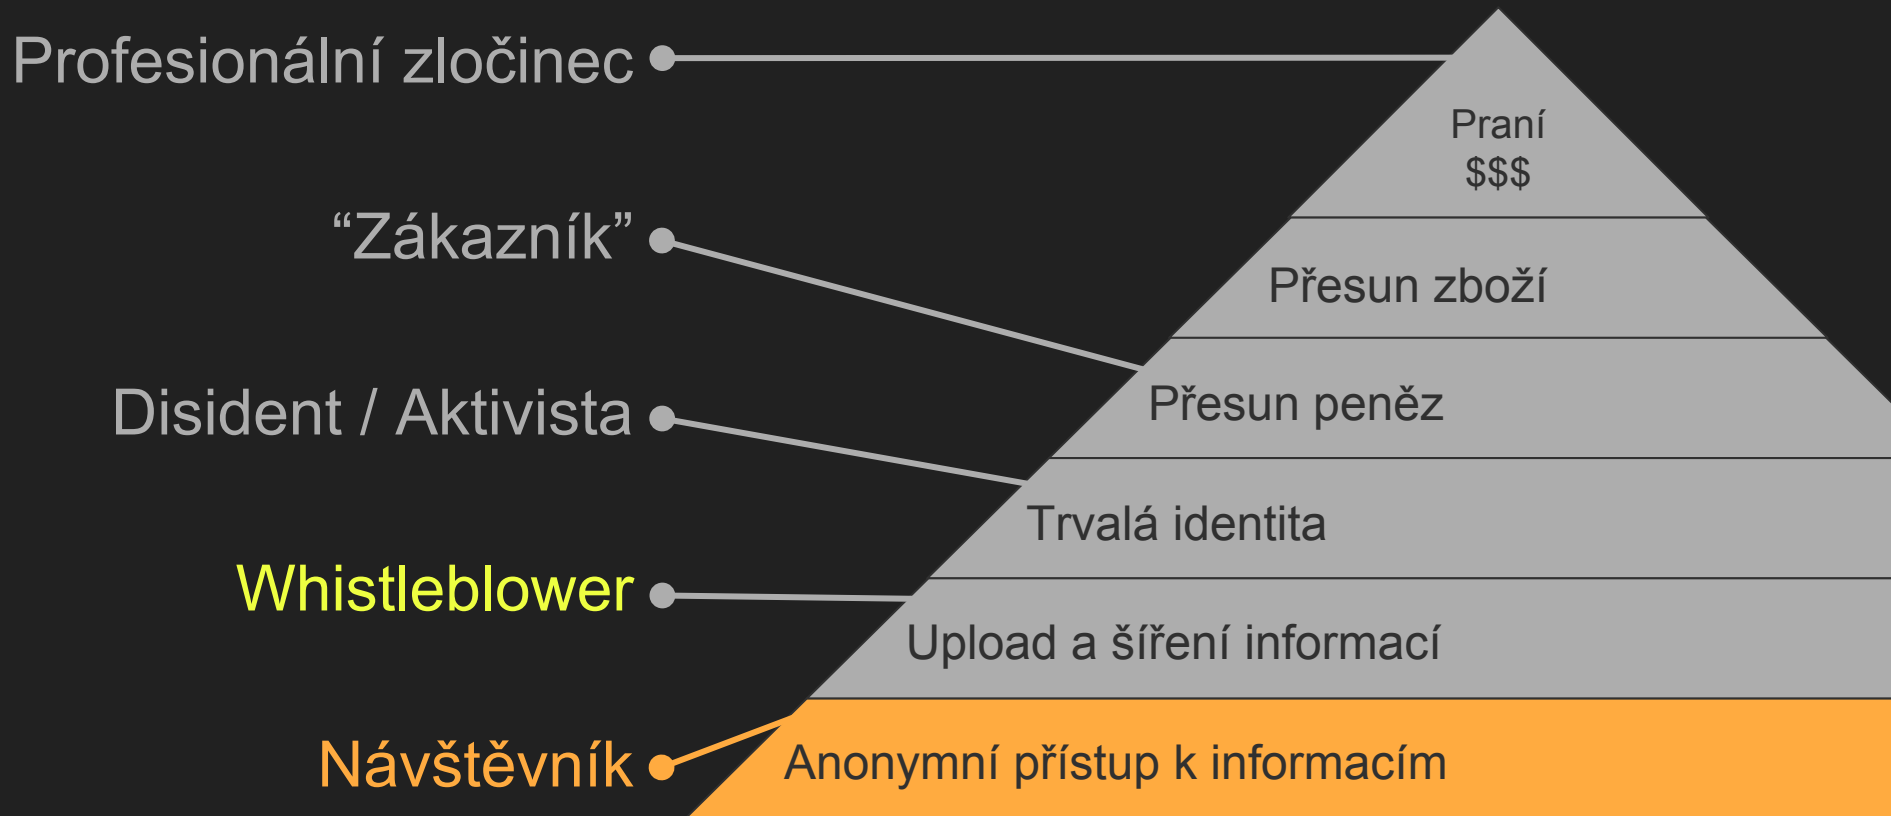 Profesionální zločinec
Praní
$$$
“Zákazník”
Přesun zboží
Přesun peněz
Disident / Aktivista
Trvalá identita
Whistleblower
Upload a šíření informací
Návštěvník
Anonymní přístup k informacím